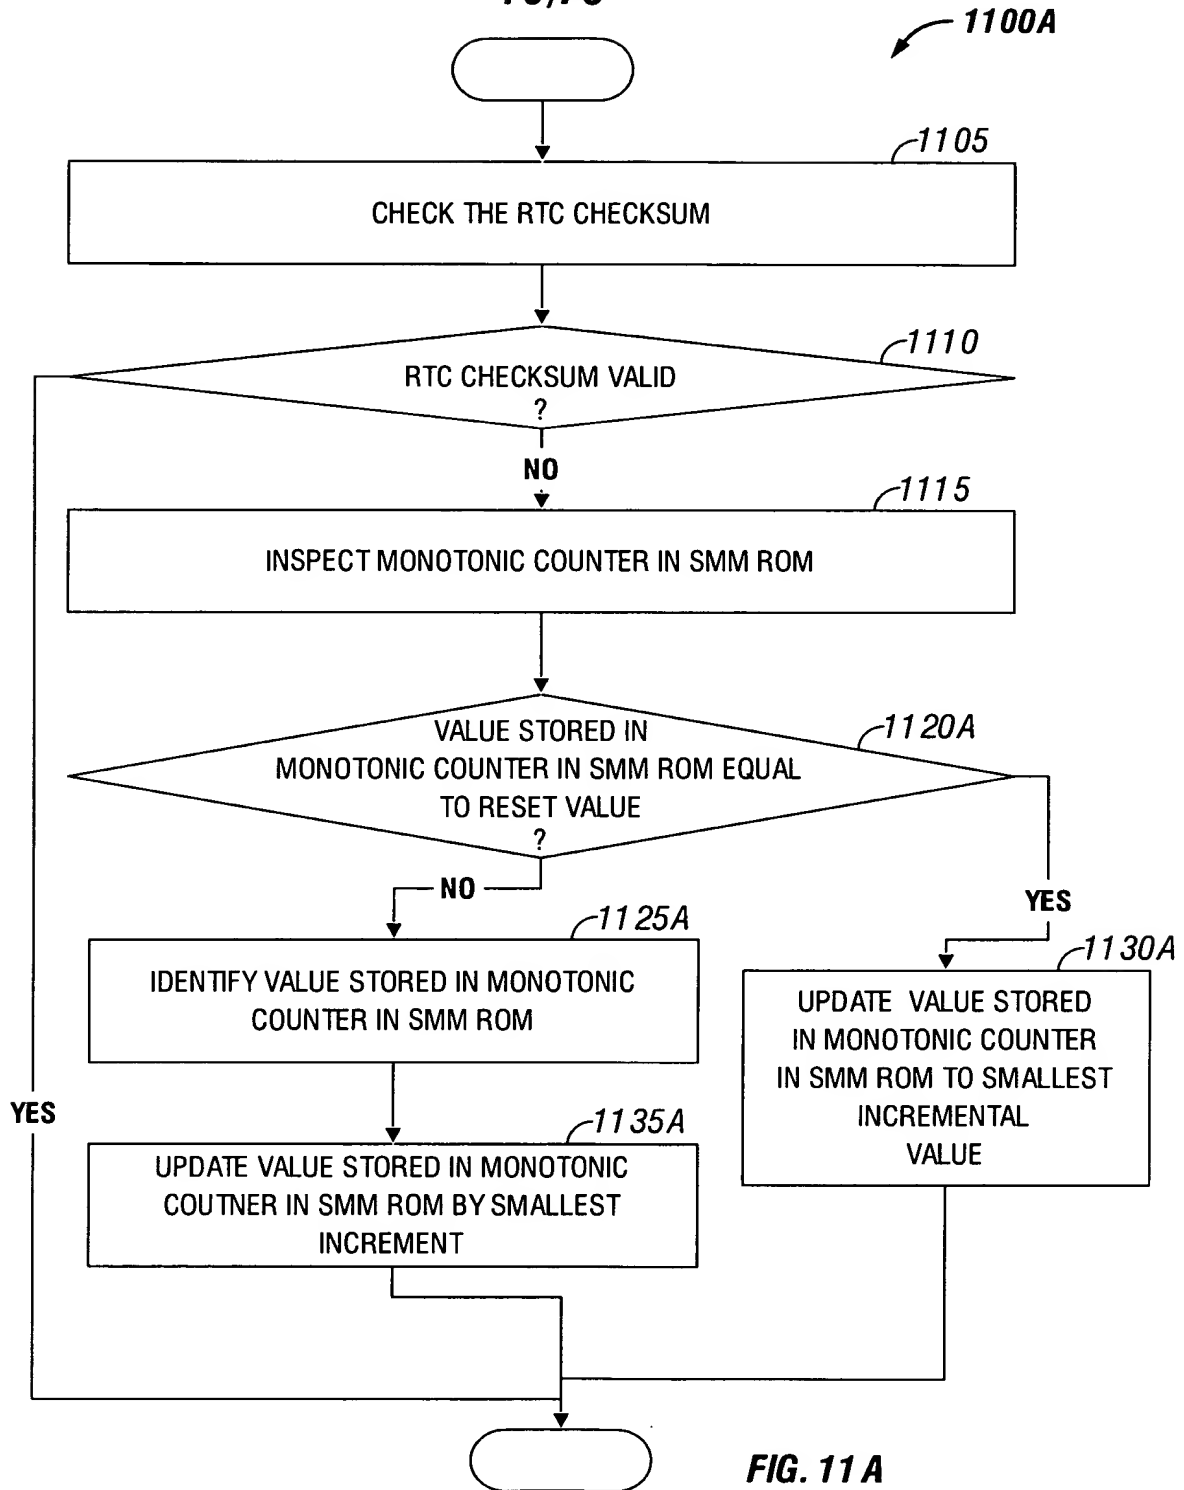 1100A
1105
CHECK THE RTC CHECKSUM
1110
RTC CHECKSUM VALID
?
NO
1115
INSPECT MONOTONIC COUNTER IN SMM ROM
1120A
VALUE STORED IN
MONOTONIC COUNTER IN SMM ROM EQUAL
TO RESET VALUE
?
NO
YES
1125A
IDENTIFY VALUE STORED IN MONOTONIC
COUNTER IN SMM ROM
1130A
UPDATE VALUE STORED
IN MONOTONIC COUNTER
IN SMM ROM TO SMALLEST
INCREMENTAL
VALUE
YES
1135A
UPDATE VALUE STORED IN MONOTONIC
COUTNER IN SMM ROM BY SMALLEST
INCREMENT
FIG. 11A